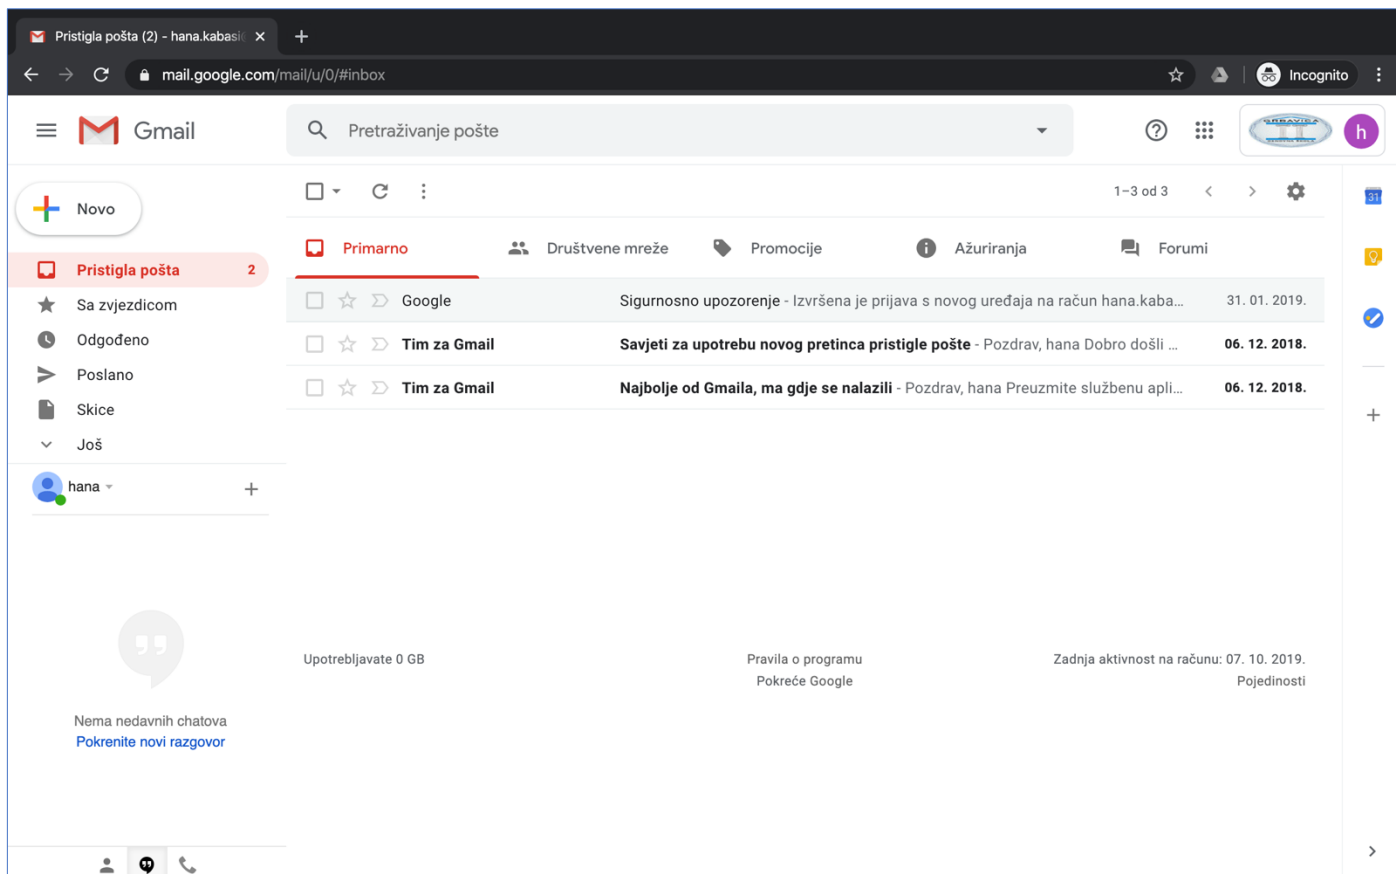 Pristigla pošta (2) - hana.kabasi
mail.google.com/mail/u/0/#inbox
Incognito
Gmail
Pretraživanje pošte
GRBAVICA
h
Novo
1–3 od 3
31
Primarno
Društvene mreže
Promocije
Ažuriranja
Forumi
Pristigla pošta 2
Sa zvjezdicom
Odgođeno
Poslano
Skice
Još
Google Sigurnosno upozorenje - Izvršena je prijava s novog uređaja na račun hana.kaba... 31. 01. 2019.
Tim za Gmail Savjeti za upotrebu novog pretinca pristigle pošte - Pozdrav, hana Dobro došli ... 06. 12. 2018.
Tim za Gmail Najbolje od Gmaila, ma gdje se nalazili - Pozdrav, hana Preuzmite službenu apli... 06. 12. 2018.
hana
Upotrebljavate 0 GB
Pravila o programu
Pokreće Google
Zadnja aktivnost na računu: 07. 10. 2019.
Pojedinosti
Nema nedavnih chatova
Pokrenite novi razgovor